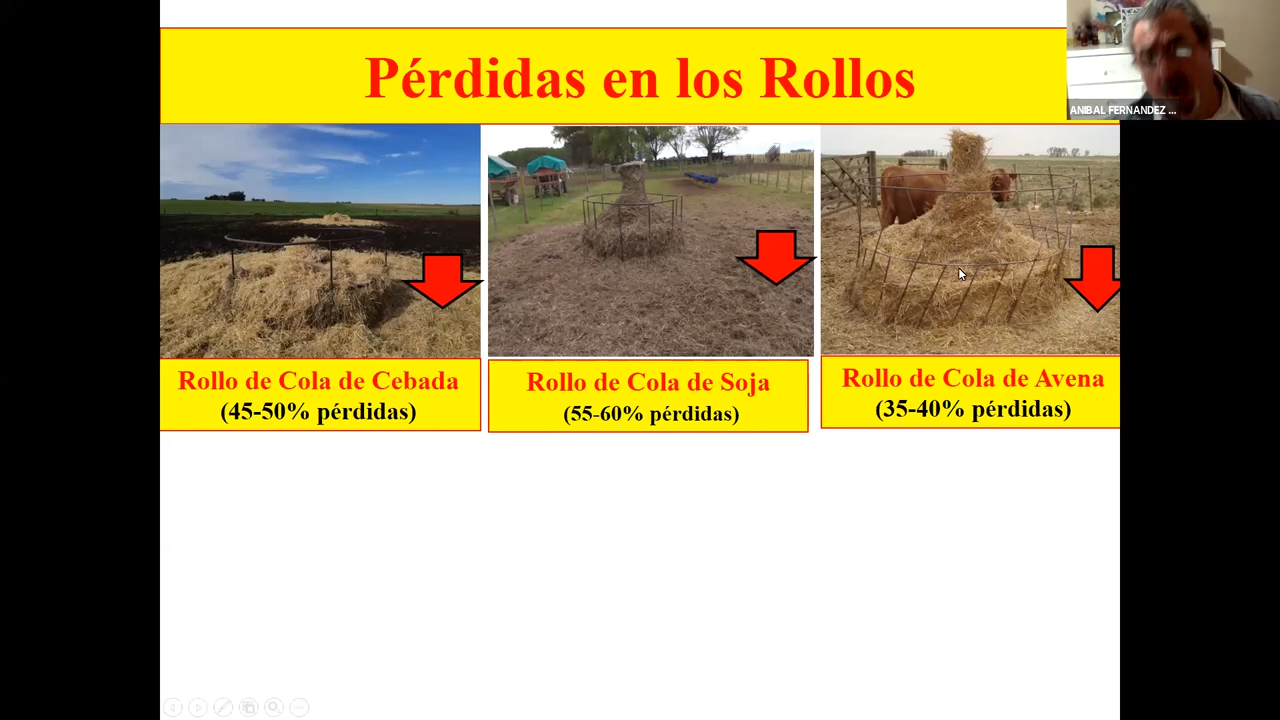 Pérdidas en los Rollos
ANIBAL FERNANDEZ ...
Rollo de Cola de Cebada
(45-50% pérdidas)
Rollo de Cola de Soja
(55-60% pérdidas)
Rollo de Cola de Avena
(35-40% pérdidas)